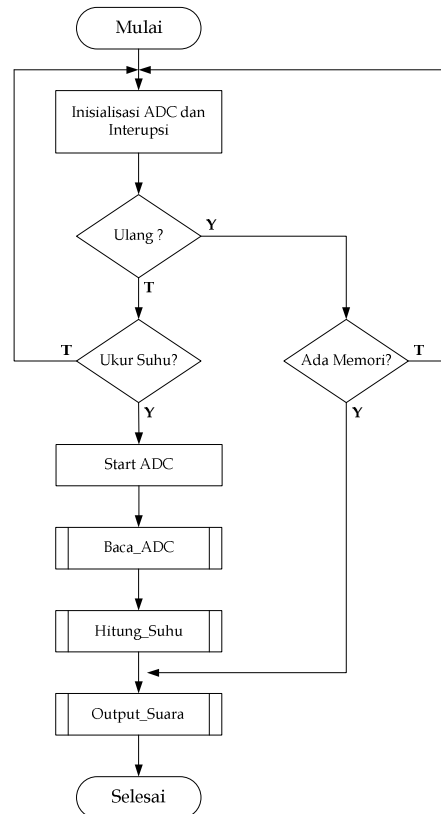 Mulai
Inisialisasi ADC dan
Interupsi
Ulang ?
Y
T
T
Ukur Suhu?
Ada Memori?
T
Y
Y
Start ADC
Baca_ADC
Hitung_Suhu
Output_Suara
Selesai